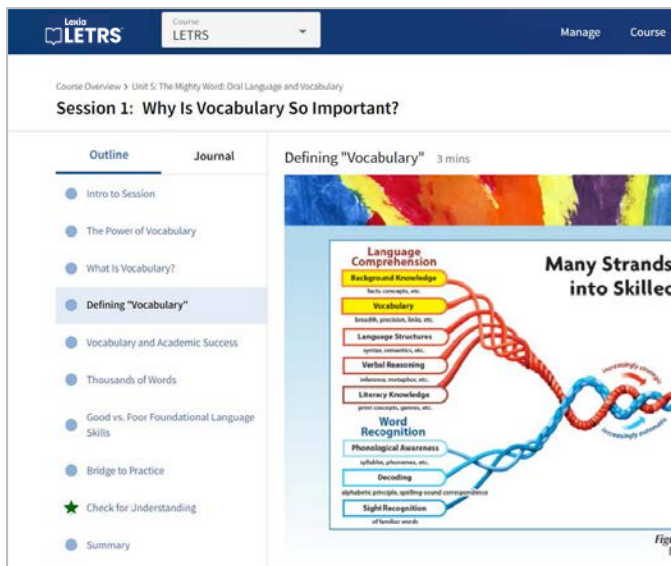 Lexia
LETRS
Course
LETRS
Manage Course
Course Overview > Unit 5: The Mighty Word: Oral Language and Vocabulary
Session 1: Why Is Vocabulary So Important?
Outline Journal
Intro to Session
The Power of Vocabulary
What Is Vocabulary?
Defining "Vocabulary"
Vocabulary and Academic Success
Thousands of Words
Good vs. Foor Foundational Language
Skills
Bridge to Practice
Check for Understanding
Summary
Defining "Vocabulary" 3 mins
Language
Comprehension
Background Knowledge
facts, concepts, etc.
Vocabulary
breadth, precision, links, etc.
Language Structures
syntax, semantics, etc.
Verbal Reasoning
inference, metaphor, etc.
Literacy Knowledge
print concepts, genres, etc.
Word
Recognition
Phonological Awareness
syllables, phonemes, etc.
Decoding
alphabetic principle, spelling-sound correspondence
Sight Recognition
of familiar words
Many Strands
into Skilled
increasingly strategic
increasingly automatic